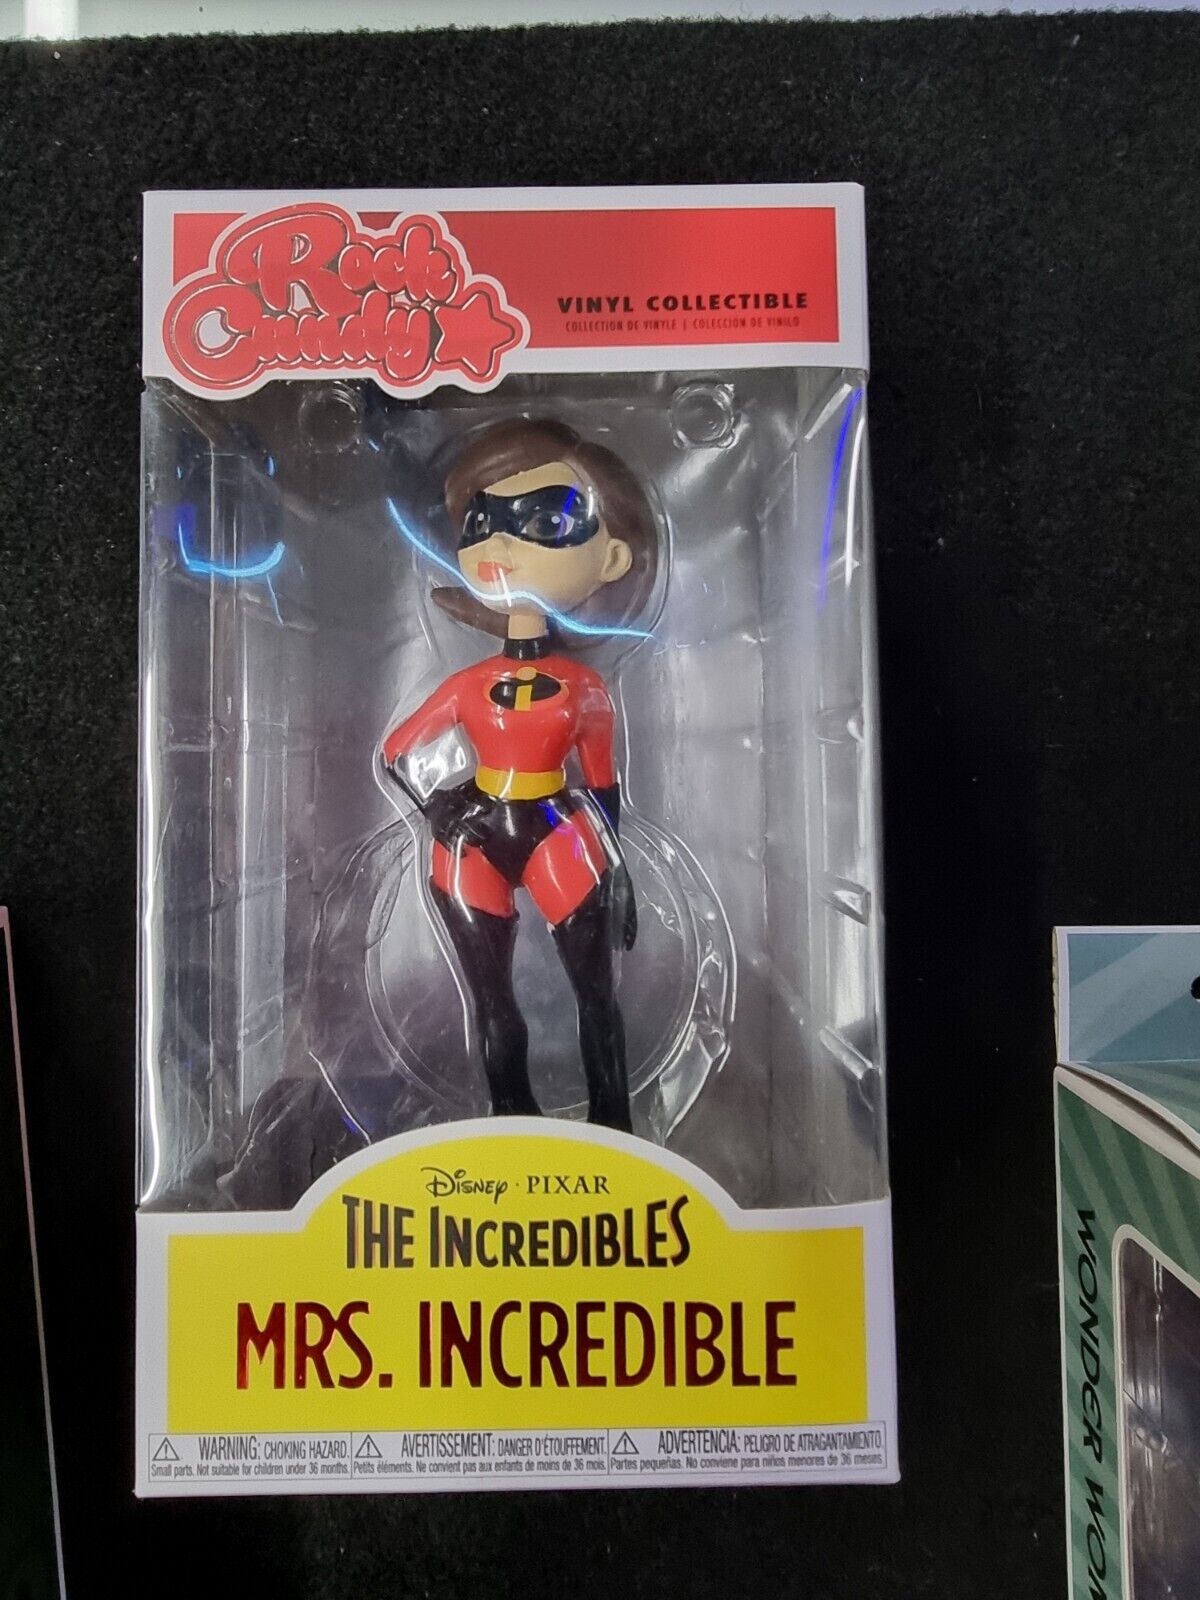 Rock
Candy
VINYL COLLECTIBLE
COLLECTION DE VINYLE | COLECCIÓN DE VINILO
Disney · PIXAR
THE INCREDIBLES
MRS. INCREDIBLE
WARNING: CHOKING HAZARD.
Small parts. Not suitable for children under 36 months.
AVERTISSEMENT: DANGER D'ÉTOUFFEMENT.
Petits éléments. Ne convient pas aux enfants de moins de 36 mois.
ADVERTENCIA: PELIGRO DE ATRAGANTAMIENTO.
Partes pequeñas. No conviene para niños menores de 36 meses.
WONDER WOM